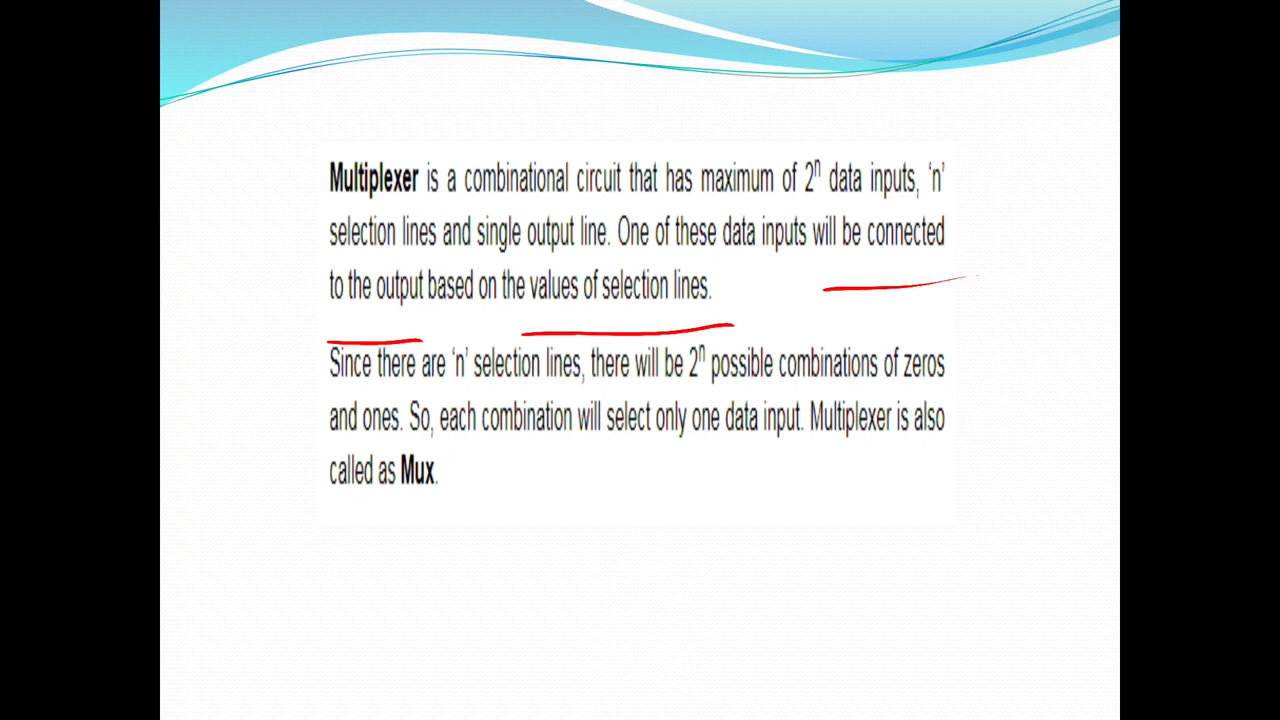 Multiplexer is a combinational circuit that has maximum of 2ⁿ data inputs, ‘n’
selection lines and single output line. One of these data inputs will be connected
to the output based on the values of selection lines.
Since there are ‘n’ selection lines, there will be 2ⁿ possible combinations of zeros
and ones. So, each combination will select only one data input. Multiplexer is also
called as Mux.